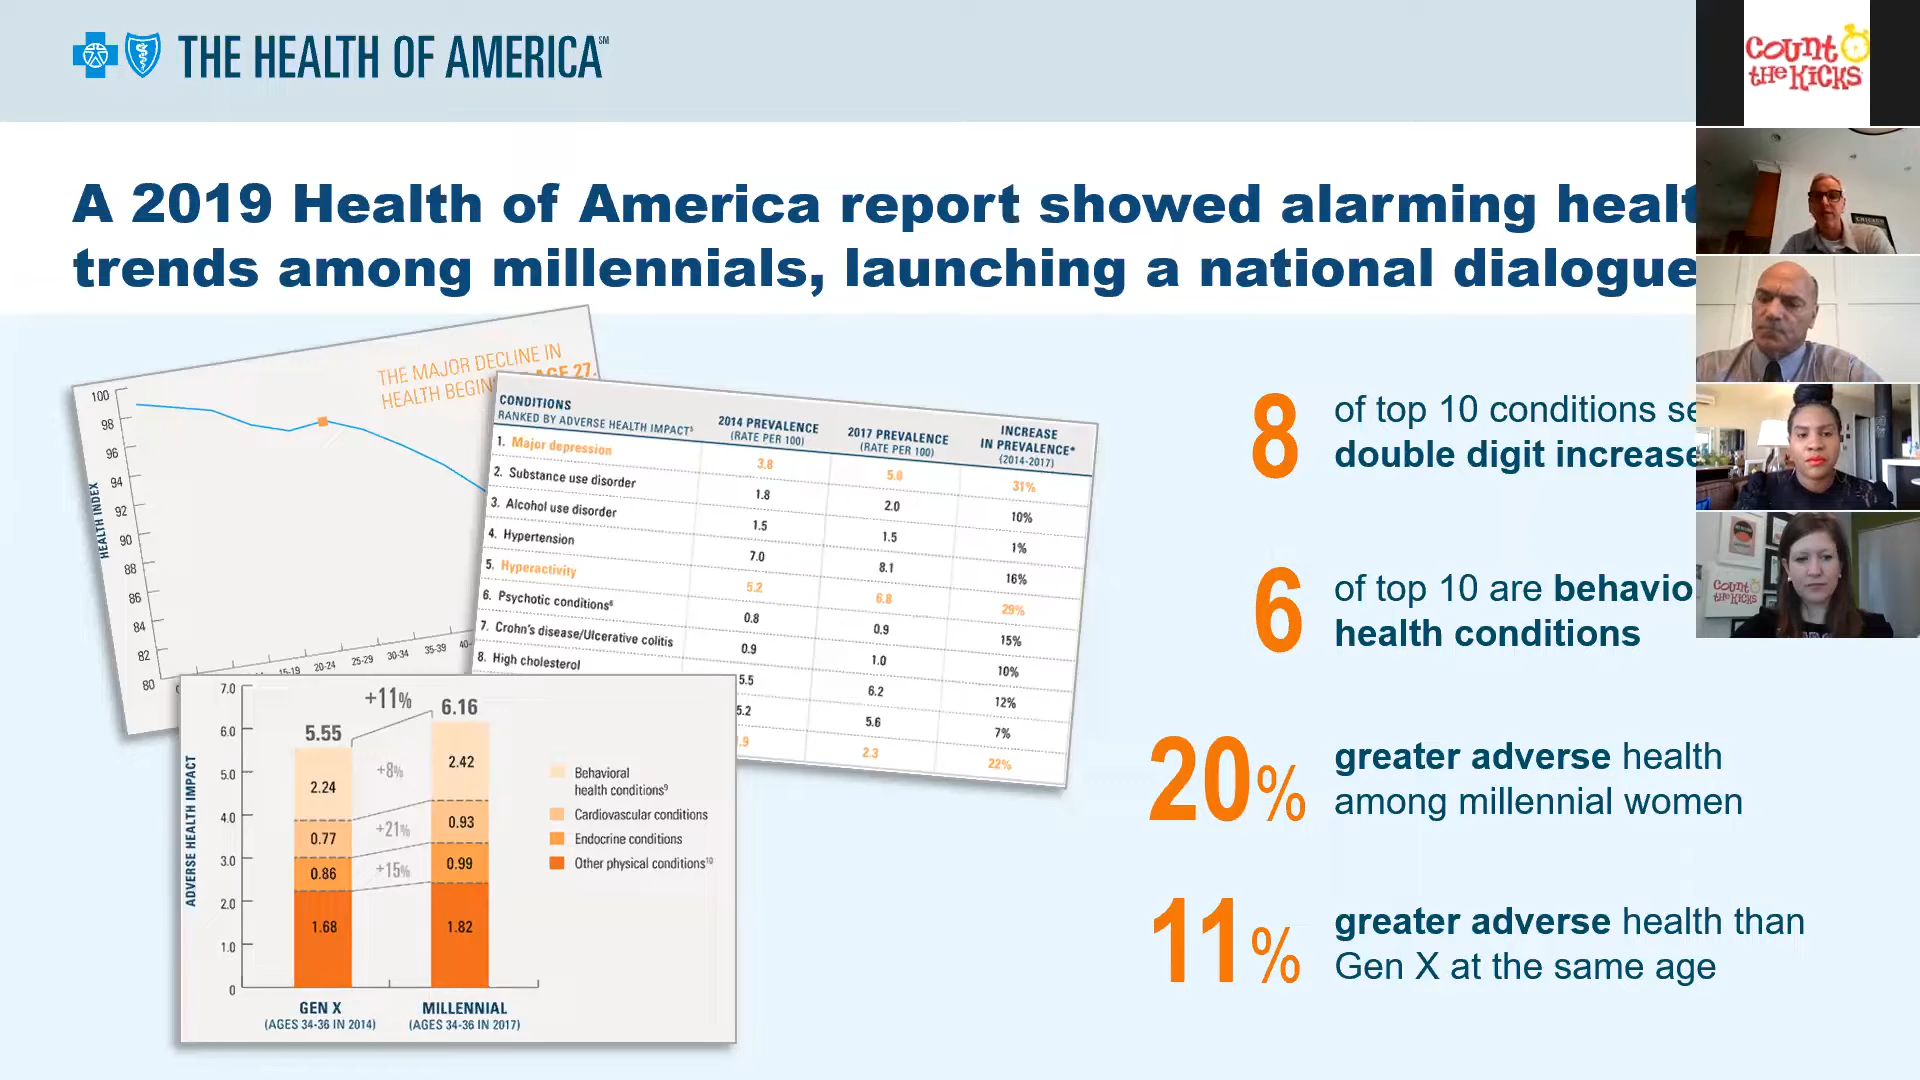 THE HEALTH OF AMERICA℠
A 2019 Health of America report showed alarming healt
trends among millennials, launching a national dialogue
THE MAJOR DECLINE IN
HEALTH BEGIN AGE 27.
HEALTH INDEX
100
98
96
94
92
90
88
86
84
82
80
15-19 20-24 25-29 30-34 35-39 40-
CONDITIONS
RANKED BY ADVERSE HEALTH IMPACT⁵
2014 PREVALENCE
(RATE PER 100)
2017 PREVALENCE
(RATE PER 100)
INCREASE
IN PREVALENCE*
(2014-2017)
1. Major depression 3.8 5.0 31%
2. Substance use disorder 1.8 2.0 10%
3. Alcohol use disorder 1.5 1.5 1%
4. Hypertension 7.0 8.1 16%
5. Hyperactivity 5.2 6.8 29%
6. Psychotic conditions⁶ 0.8 0.9 15%
7. Crohn's disease/Ulcerative colitis 0.9 1.0 10%
8. High cholesterol 5.5 6.2 12%
5.2 5.6 7%
.9 2.3 22%
ADVERSE HEALTH IMPACT
7.0
6.0
5.0
4.0
3.0
2.0
1.0
0
+11%
5.55
6.16
2.24
+8%
2.42
0.77
+21%
0.93
0.86
+15%
0.99
1.68
1.82
GEN X
(AGES 34-36 IN 2014)
MILLENNIAL
(AGES 34-36 IN 2017)
Behavioral
health conditions⁹
Cardiovascular conditions
Endocrine conditions
Other physical conditions¹⁰
8 of top 10 conditions se
double digit increase
6 of top 10 are behavio
health conditions
20% greater adverse health
among millennial women
11% greater adverse health than
Gen X at the same age
Count
the Kicks
CHICAGO
Count
the Kicks